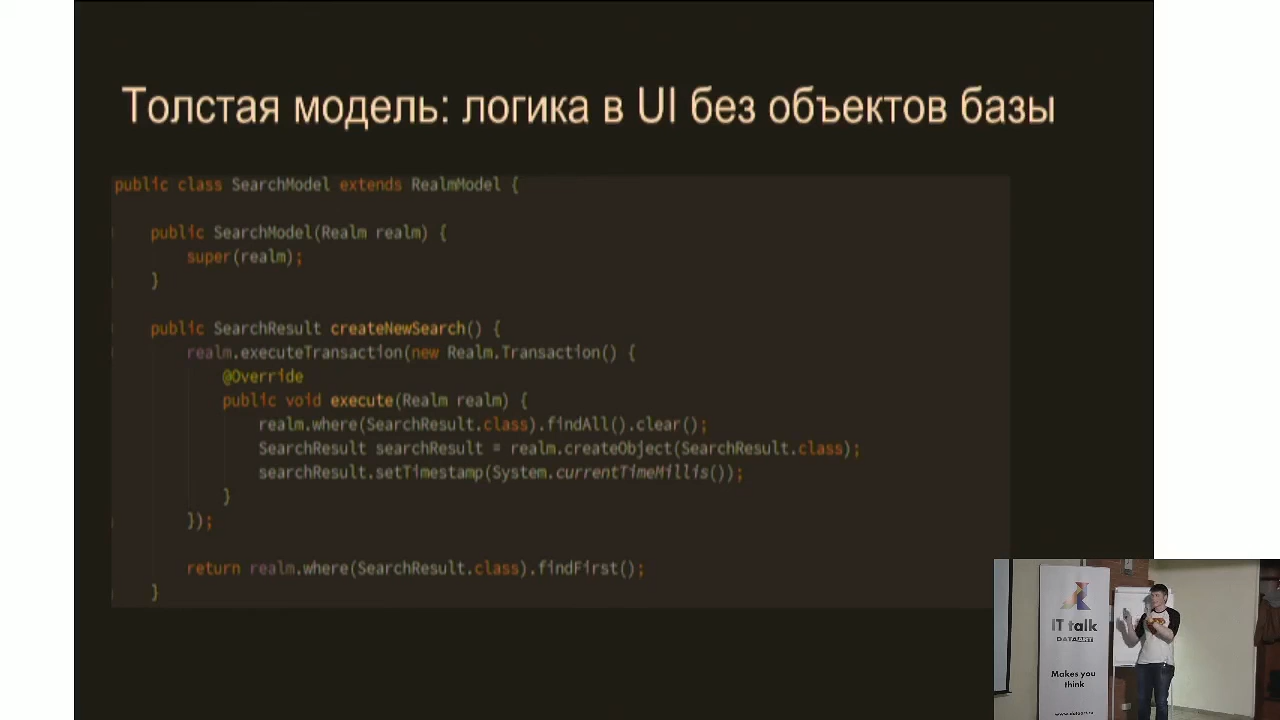 Толстая модель: логика в UI без объектов базы
public class SearchModel extends RealmModel {
public SearchModel(Realm realm) {
super(realm);
}
public SearchResult createNewSearch() {
realm.executeTransaction(new Realm.Transaction() {
@Override
public void execute(Realm realm) {
realm.where(SearchResult.class).findAll().clear();
SearchResult searchResult = realm.createObject(SearchResult.class);
searchResult.setTimestamp(System.currentTimeMillis());
}
});
return realm.where(SearchResult.class).findFirst();
}
IT talk
DATAART
Makes you
think